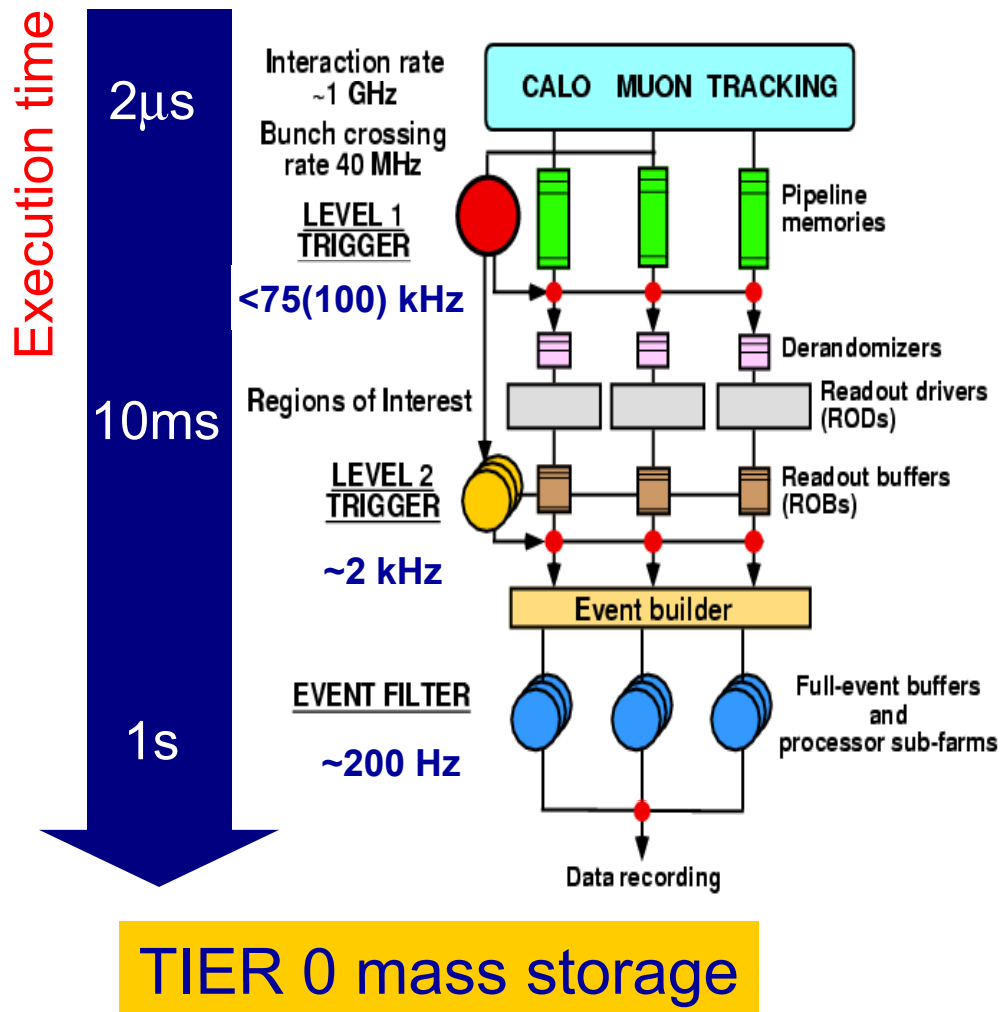 Execution time
2μs
10ms
1s
Interaction rate
~1 GHz
Bunch crossing
rate 40 MHz
LEVEL 1
TRIGGER
<75(100) kHz
Regions of Interest
LEVEL 2
TRIGGER
~2 kHz
EVENT FILTER
~200 Hz
CALO MUON TRACKING
Pipeline
memories
Derandomizers
Readout drivers
(RODs)
Readout buffers
(ROBs)
Event builder
Full-event buffers
and
processor sub-farms
Data recording
TIER 0 mass storage